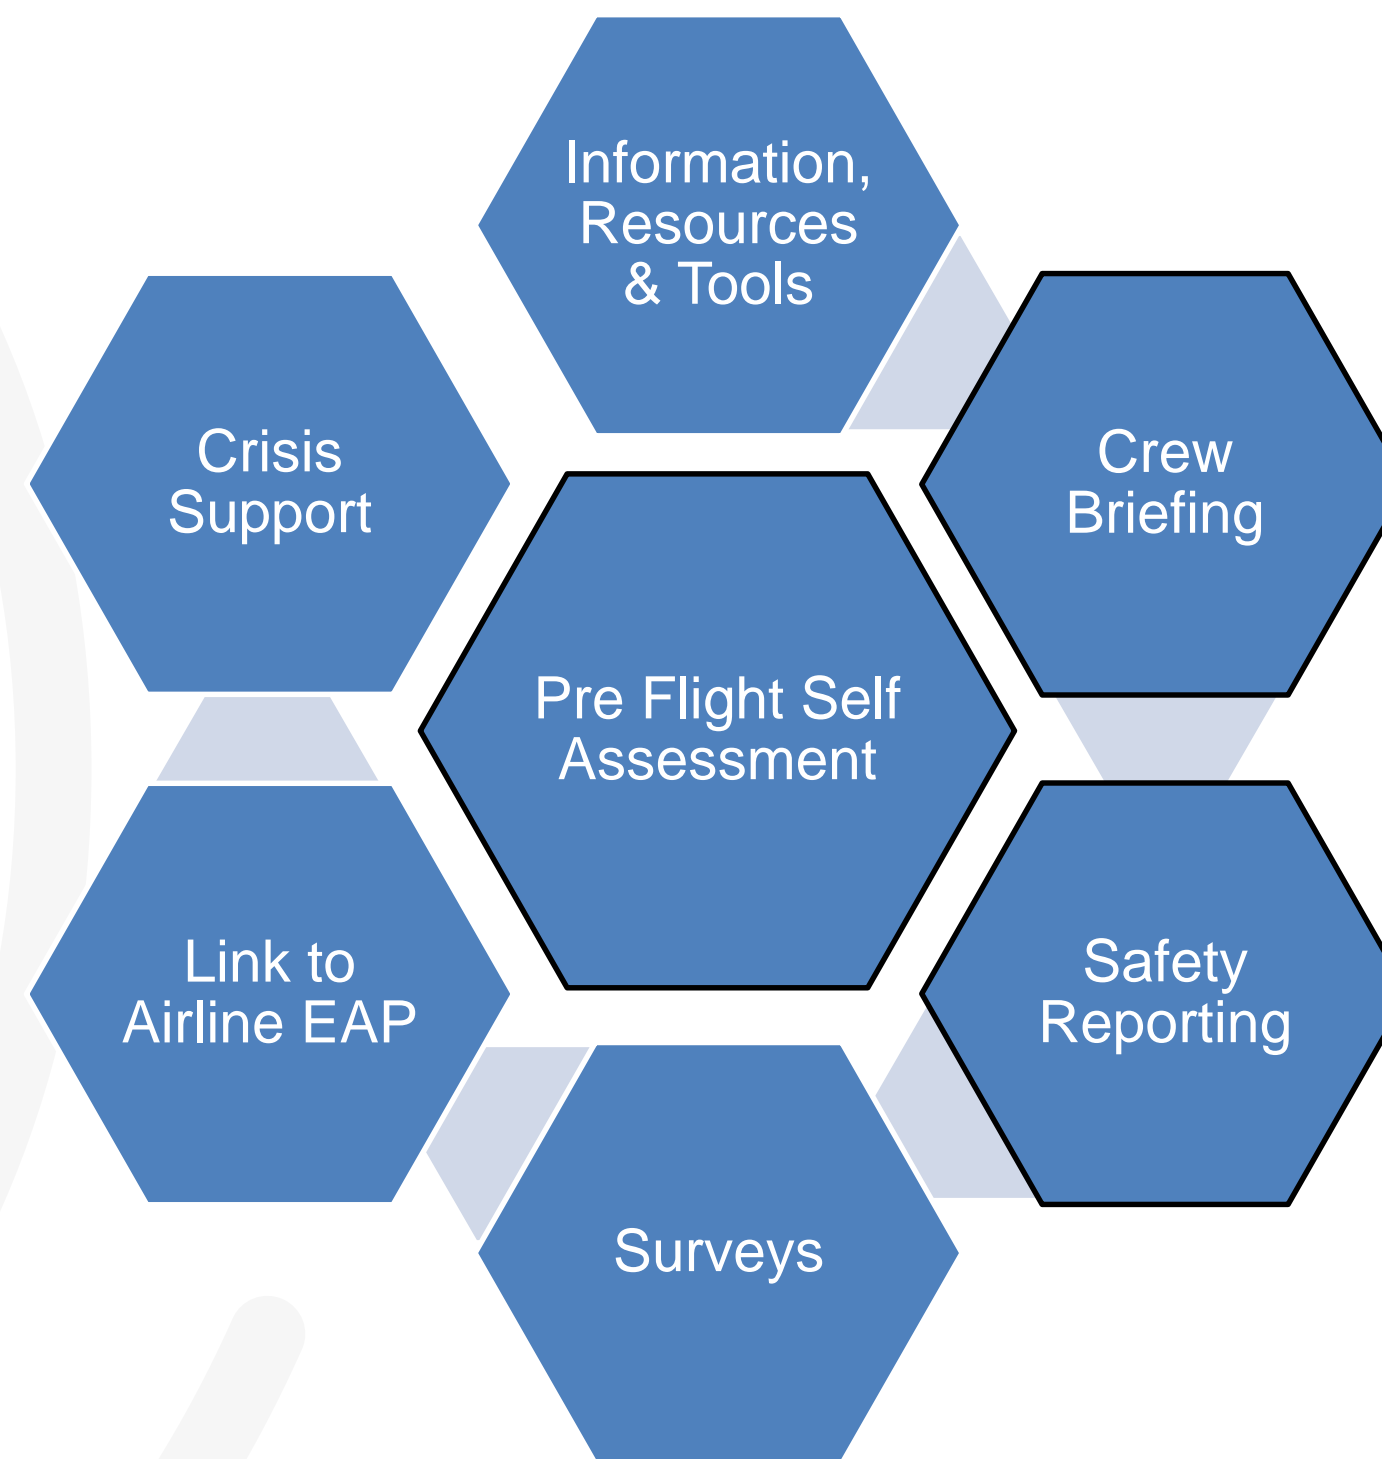 Information,
Resources
& Tools
Crisis
Support
Crew
Briefing
Pre Flight Self
Assessment
Link to
Airline EAP
Safety
Reporting
Surveys